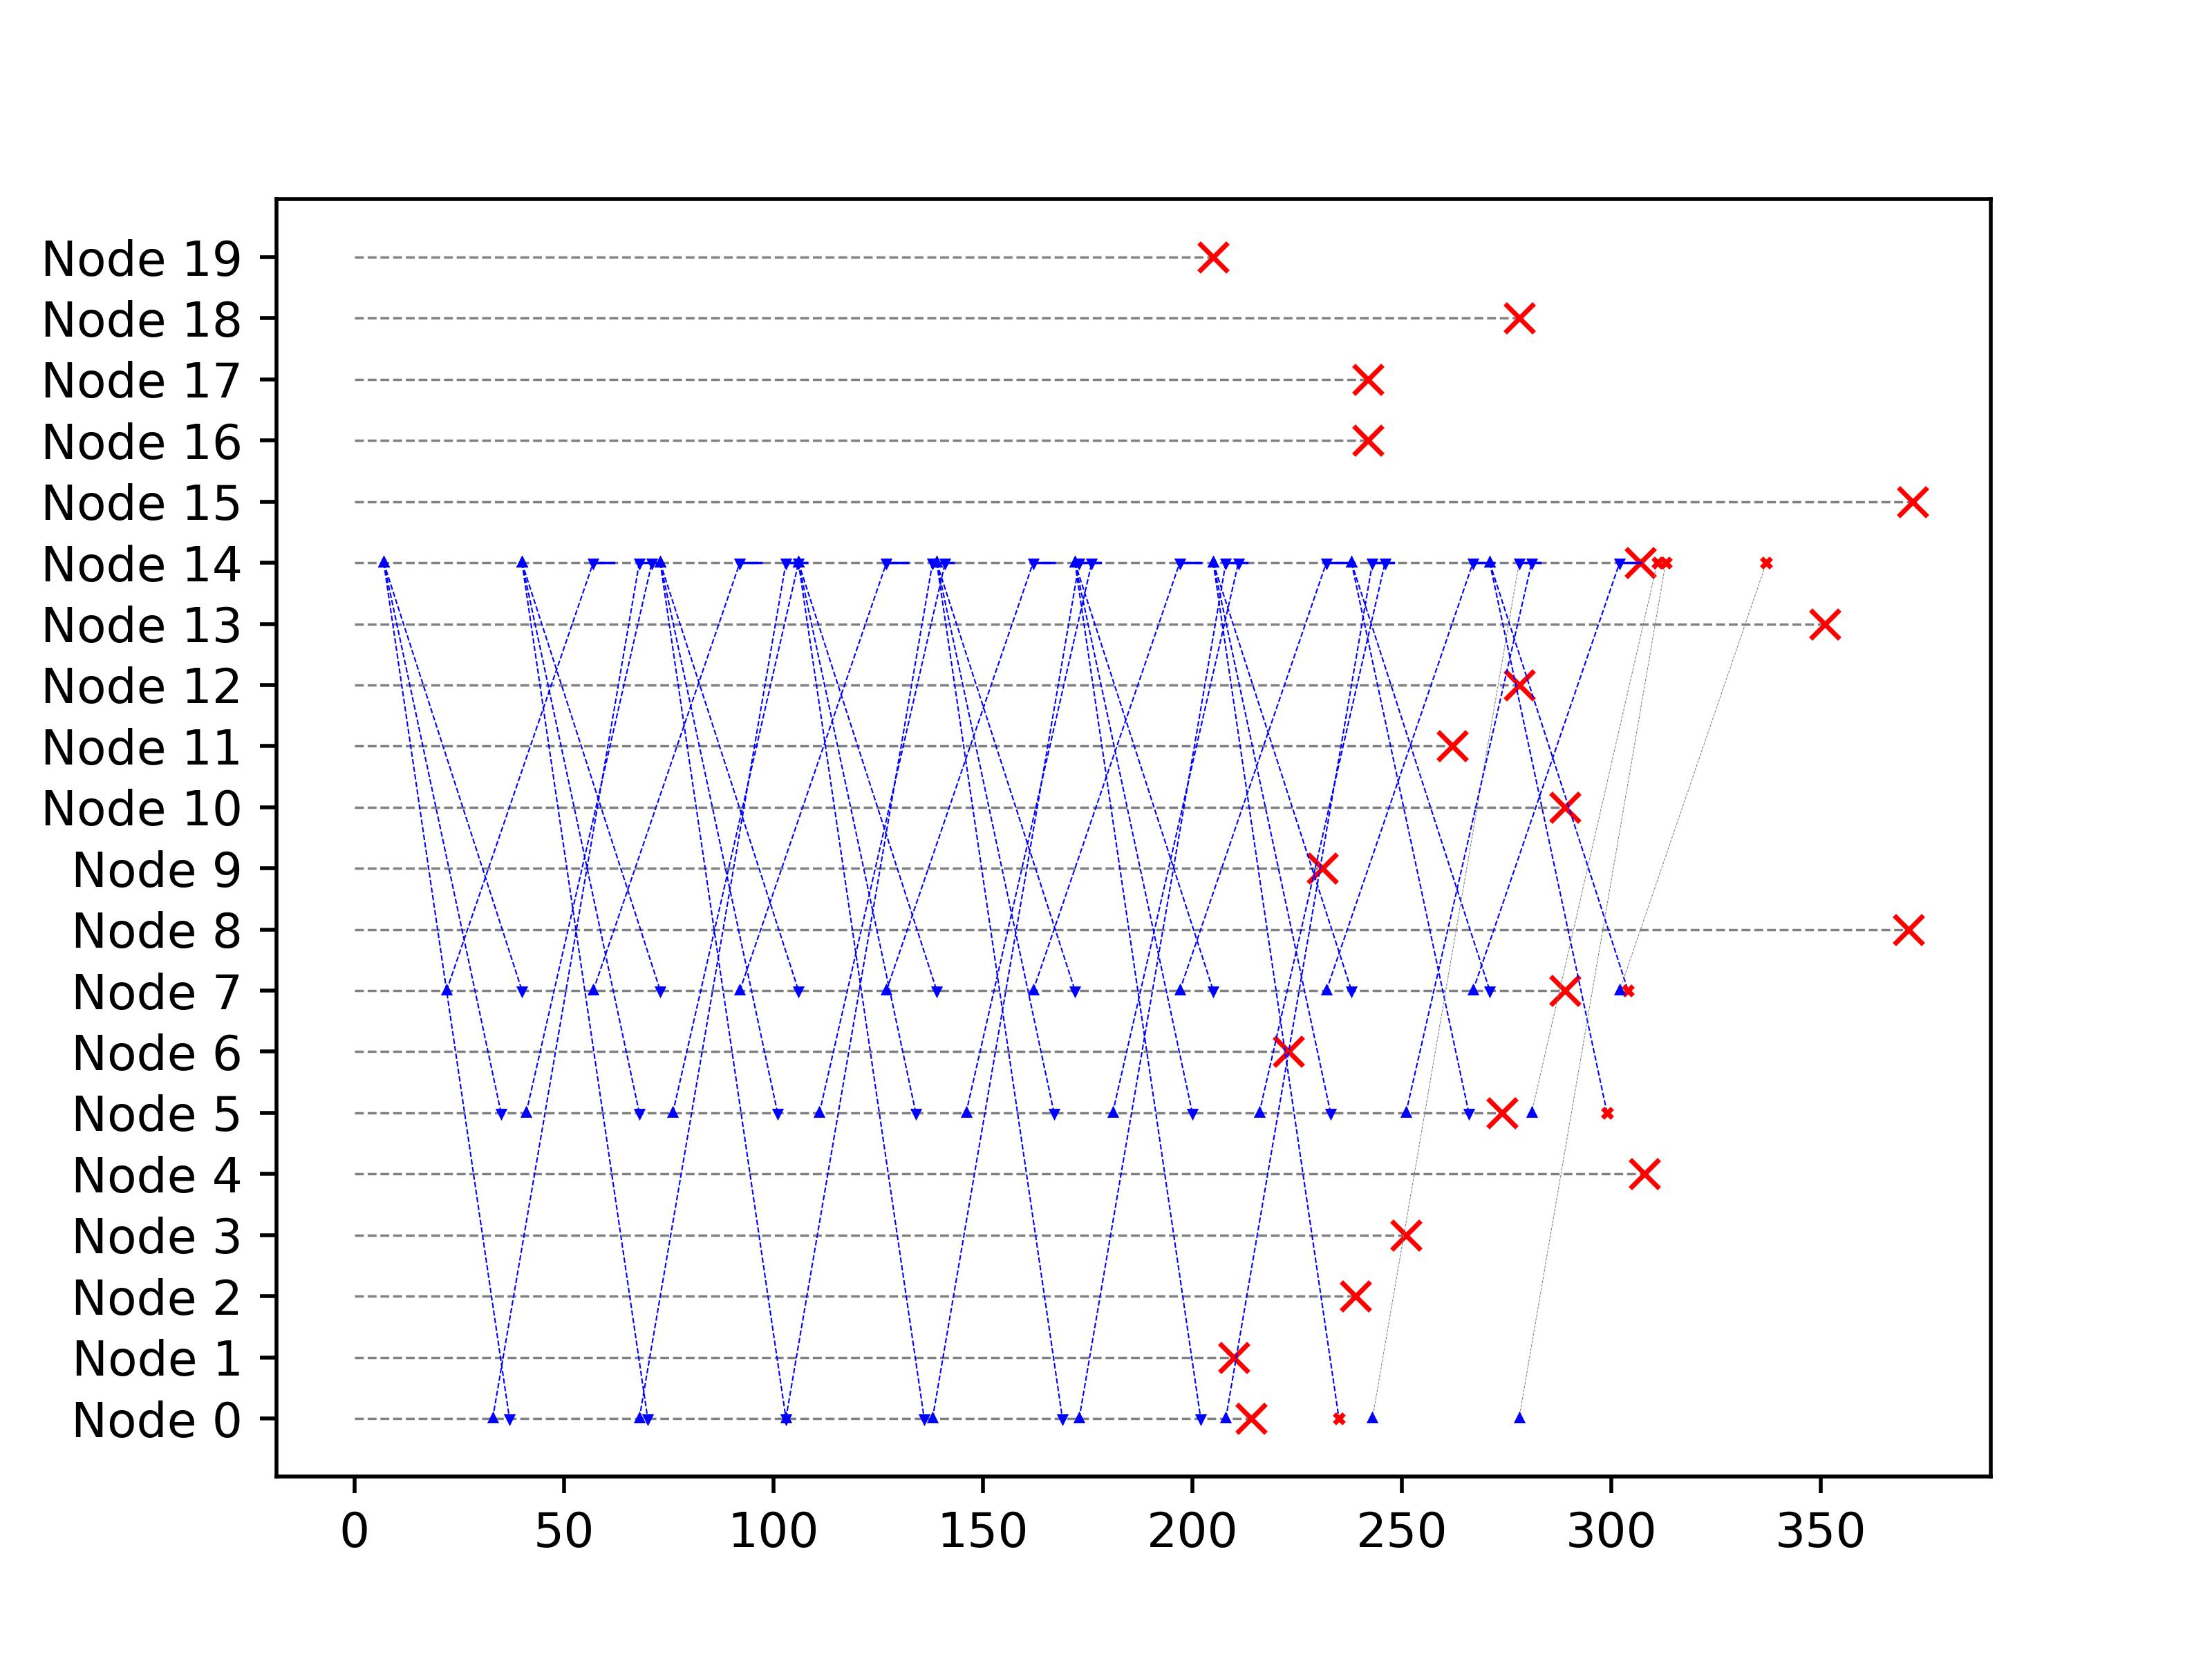 Node 19
Node 18
Node 17
Node 16
Node 15
Node 14
Node 13
Node 12
Node 11
Node 10
Node 9
Node 8
Node 7
Node 6
Node 5
Node 4
Node 3
Node 2
Node 1
Node 0
0 50 100 150 200 250 300 350